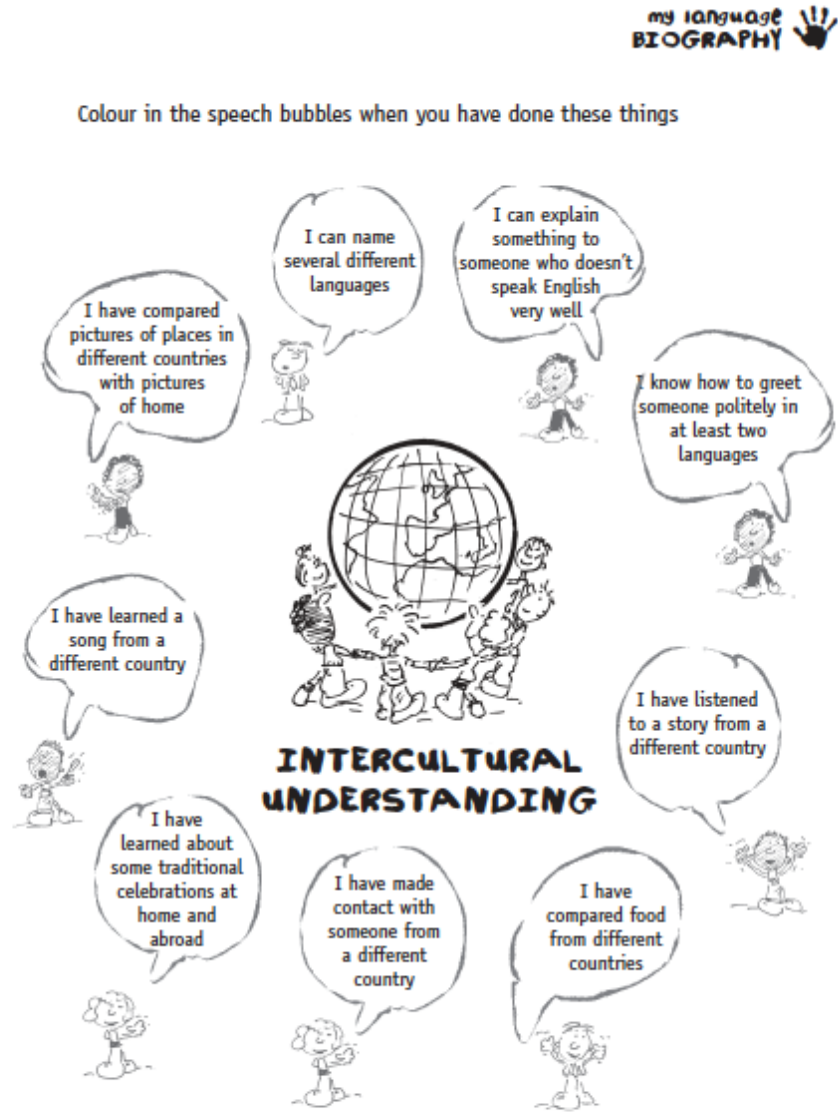 my language
BIOGRAPHY
Colour in the speech bubbles when you have done these things
I can name
several different
languages
I can explain
something to
someone who doesn't
speak English
very well
I have compared
pictures of places in
different countries
with pictures
of home
I know how to greet
someone politely in
at least two
languages
I have learned a
song from a
different country
I have listened
to a story from a
different country
INTERCULTURAL
UNDERSTANDING
I have
learned about
some traditional
celebrations at
home and
abroad
I have made
contact with
someone from
a different
country
I have
compared food
from different
countries